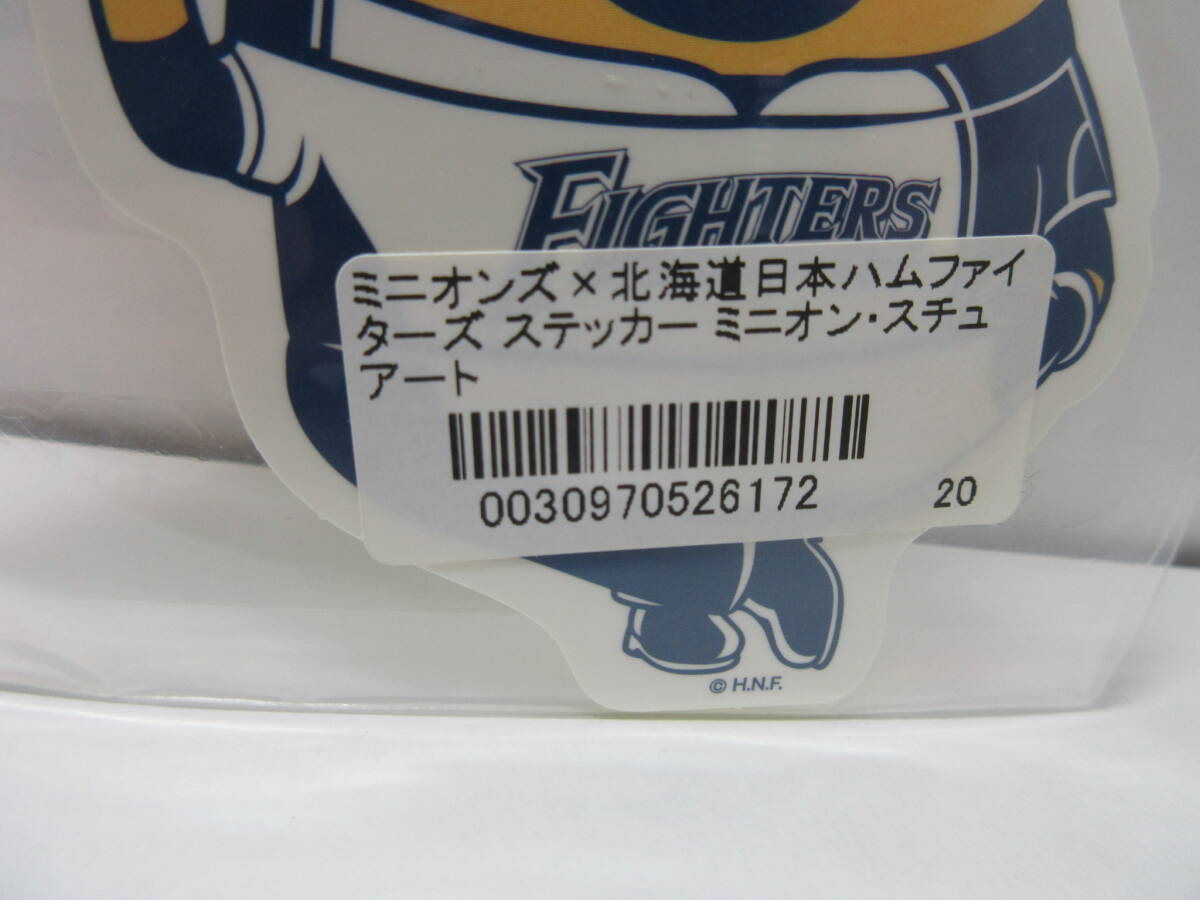 FIGHTERS
ミニオンズ×北海道日本ハムファイ
ターズ ステッカー ミニオン・スチュ
アート
0030970526172 20
© H.N.F.